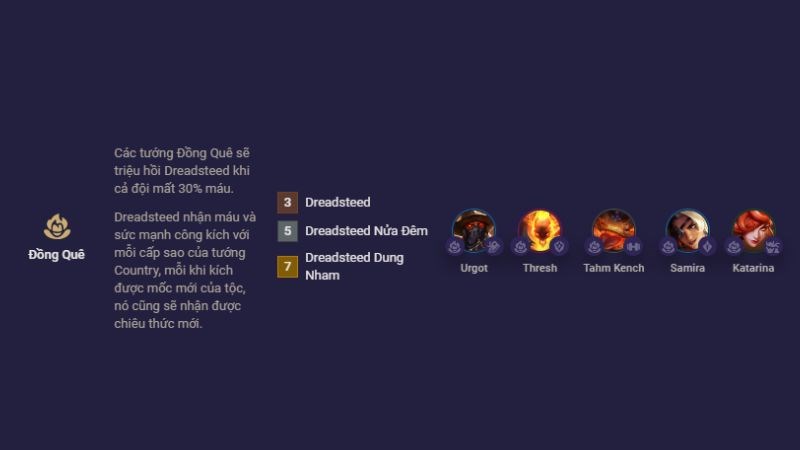 Đồng Quê
Các tướng Đồng Quê sẽ
triệu hồi Dreadsteed khi
cả đội mất 30% máu.
Dreadsteed nhận máu và
sức mạnh công kích với
mỗi cấp sao của tướng
Country, mỗi khi kích
được mốc mới của tộc,
nó cũng sẽ nhận được
chiêu thức mới.
3 Dreadsteed
5 Dreadsteed Nửa Đêm
7 Dreadsteed Dung
Nham
Urgot
Thresh
Tahm Kench
Samira
Katarina